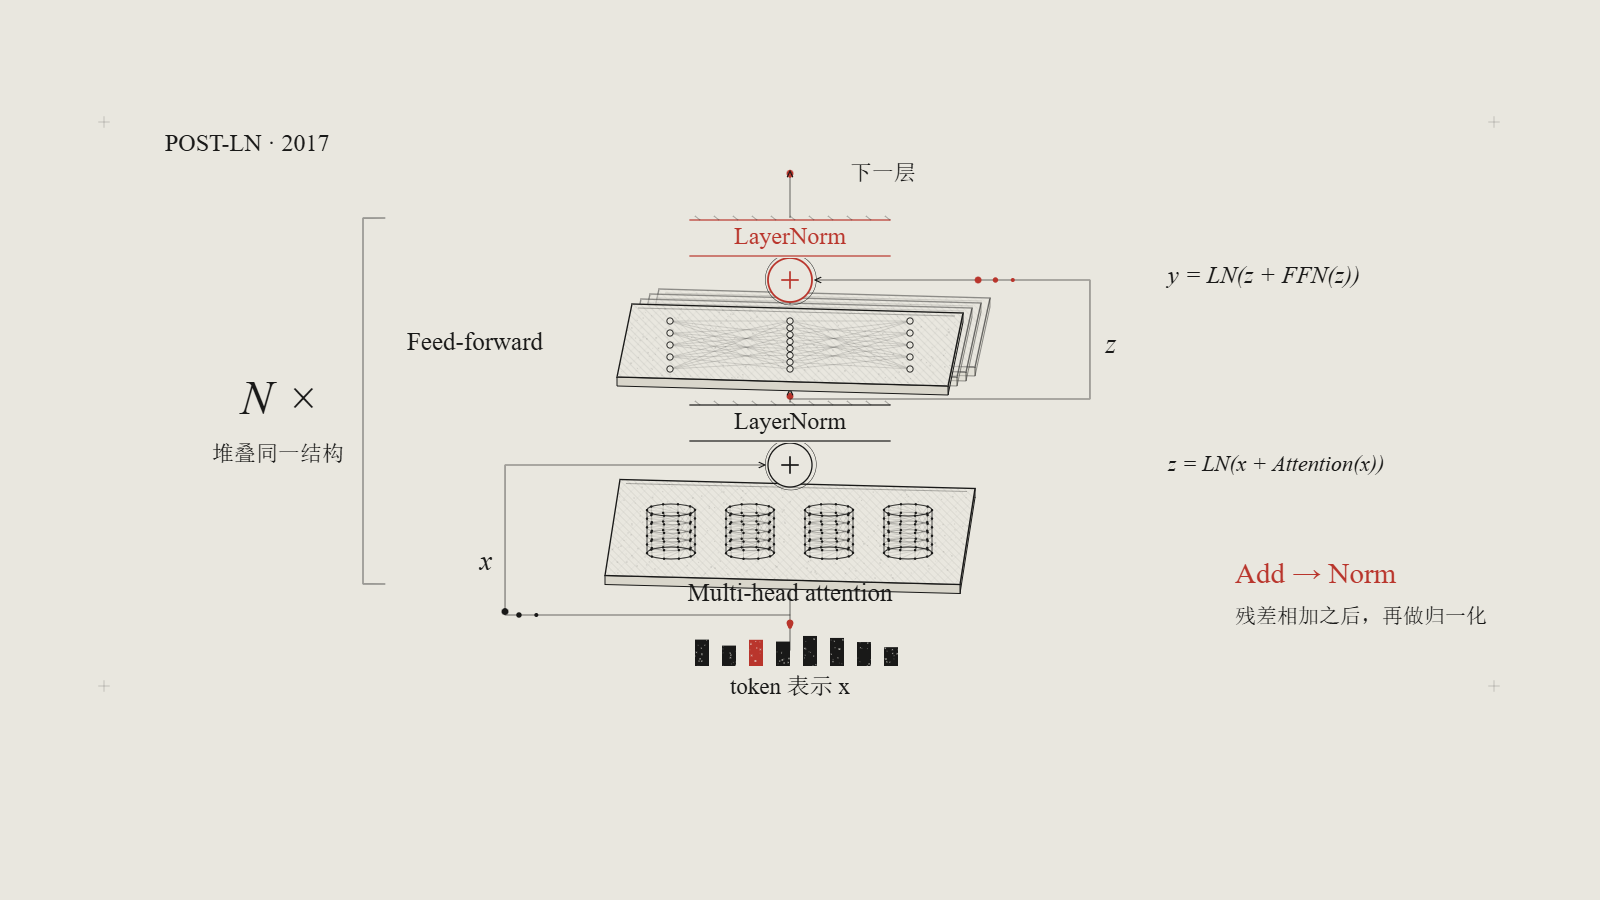 POST-LN · 2017
下一层
LayerNorm
y = LN(z + FFN(z))
Feed-forward
z
N ×
堆叠同一结构
LayerNorm
z = LN(x + Attention(x))
x
Multi-head attention
Add → Norm
残差相加之后，再做归一化
token 表示 x